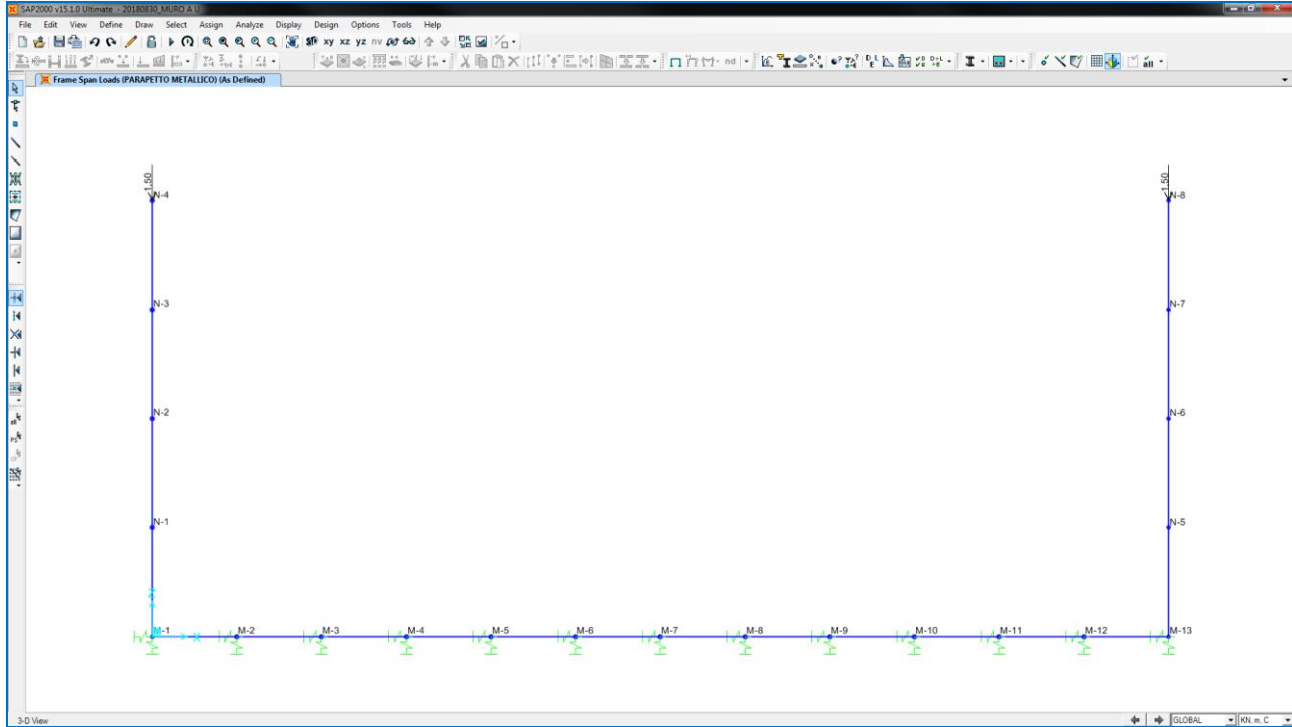 SAP2000 v15.1.0 Ultimate - 20180830_MURO A U
File Edit View Define Draw Select Assign Analyze Display Design Options Tools Help
xy xz yz nv
nd
Frame Span Loads (PARAPETTO METALLICO) (As Defined)
1.50 1.50
N-4 N-8
N-3 N-7
N-2 N-6
N-1 N-5
M-1 M-2 M-3 M-4 M-5 M-6 M-7 M-8 M-9 M-10 M-11 M-12 M-13
X
all
3-D View GLOBAL KN, m, C